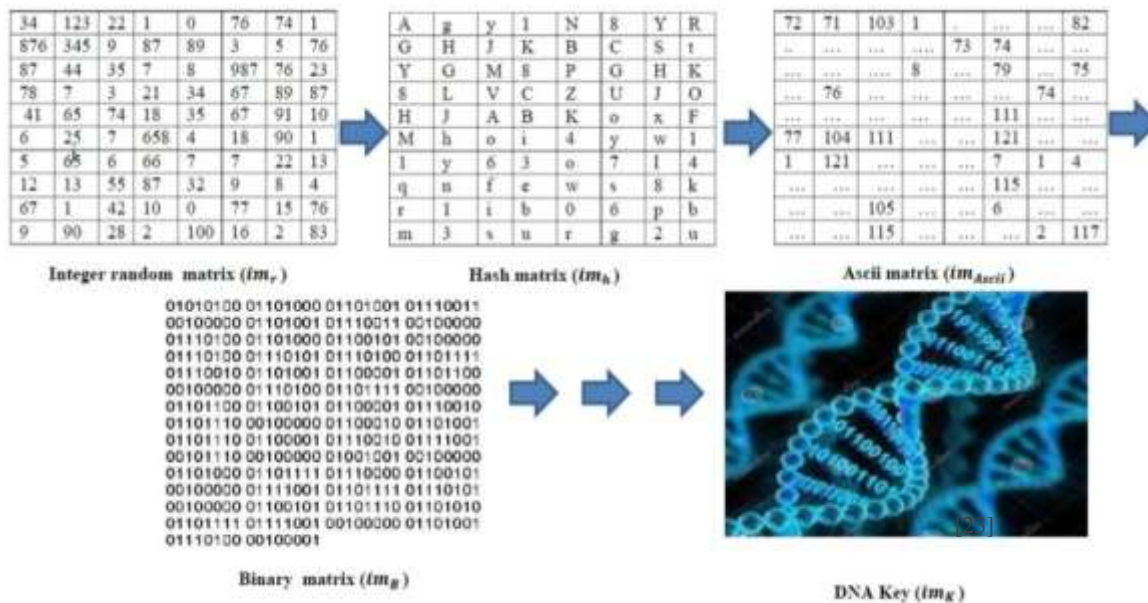 34 123 22 1 0 76 74 1
876 345 9 87 89 3 5 76
87 44 35 7 8 987 76 23
78 7 3 21 34 67 89 87
41 65 74 18 35 67 91 10
6 25 7 658 4 18 90 1
5 65 6 66 7 7 22 13
12 13 55 87 32 9 8 4
67 1 42 10 0 77 15 76
9 90 28 2 100 16 2 83
Integer random matrix (im_r)
A g y 1 N 8 Y R
G H J K B C S t
Y G M 8 P G H K
8 L V C Z U J O
H J A B K o x F
M h o i 4 y w 1
1 y 6 3 o 7 1 4
q n f e w s 8 k
r 1 i b 0 6 p b
m 3 s u r g 2 u
Hash matrix (im_h)
72 71 103 1 . ... ... 82
.. ... ... .... 73 74 ... ...
... ... .... 8 ... 79 ... 75
... 76 ... ... ... ... 74 ...
... ... ... ... ... 111 ... ...
77 104 111 ... ... 121 ... ...
1 121 ... ... ... 7 1 4
... ... ... ... ... 115 ... ...
... ... 105 ... ... 6 ... ...
... ... 115 ... ... ... 2 117
Ascii matrix (im_Ascii)
01010100 01101000 01101001 01110011
00100000 01101001 01110011 00100000
01110100 01101000 01100101 00100000
01110100 01110101 01110100 01101111
01110010 01101001 01100001 01101100
00100000 01110100 01101111 00100000
01101100 01100101 01100001 01110010
01101110 00100000 01100010 01101001
01101110 01100001 01110010 01111001
00101110 00100000 01001001 00100000
01101000 01101111 01110000 01100101
00100000 01111001 01101111 01110101
00100000 01100101 01101110 01101010
01101111 01111001 00100000 01101001
01110100 00100001
Binary matrix (im_B)
01100100
10100110
[25]
DNA Key (im_K)